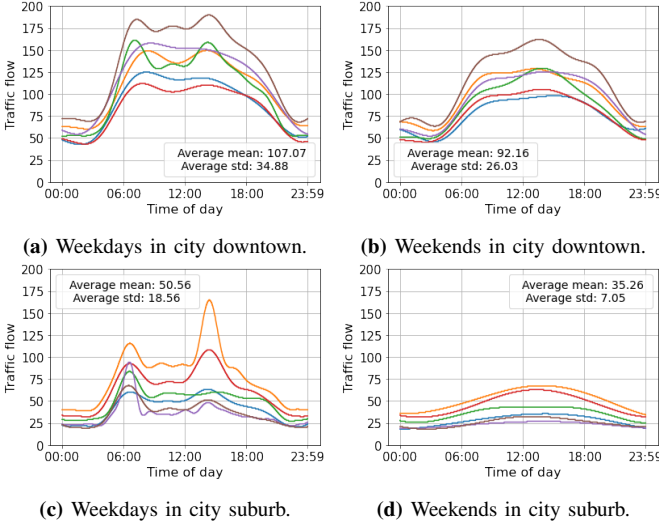 200
175
150
125
100
75
50
25
0
Traffic flow
Average mean: 107.07
Average std: 34.88
00:00 06:00 12:00 18:00 23:59
Time of day
(a) Weekdays in city downtown.
200
175
150
125
100
75
50
25
0
Traffic flow
Average mean: 92.16
Average std: 26.03
00:00 06:00 12:00 18:00 23:59
Time of day
(b) Weekends in city downtown.
200
175
150
125
100
75
50
25
0
Traffic flow
Average mean: 50.56
Average std: 18.56
00:00 06:00 12:00 18:00 23:59
Time of day
(c) Weekdays in city suburb.
200
175
150
125
100
75
50
25
0
Traffic flow
Average mean: 35.26
Average std: 7.05
00:00 06:00 12:00 18:00 23:59
Time of day
(d) Weekends in city suburb.